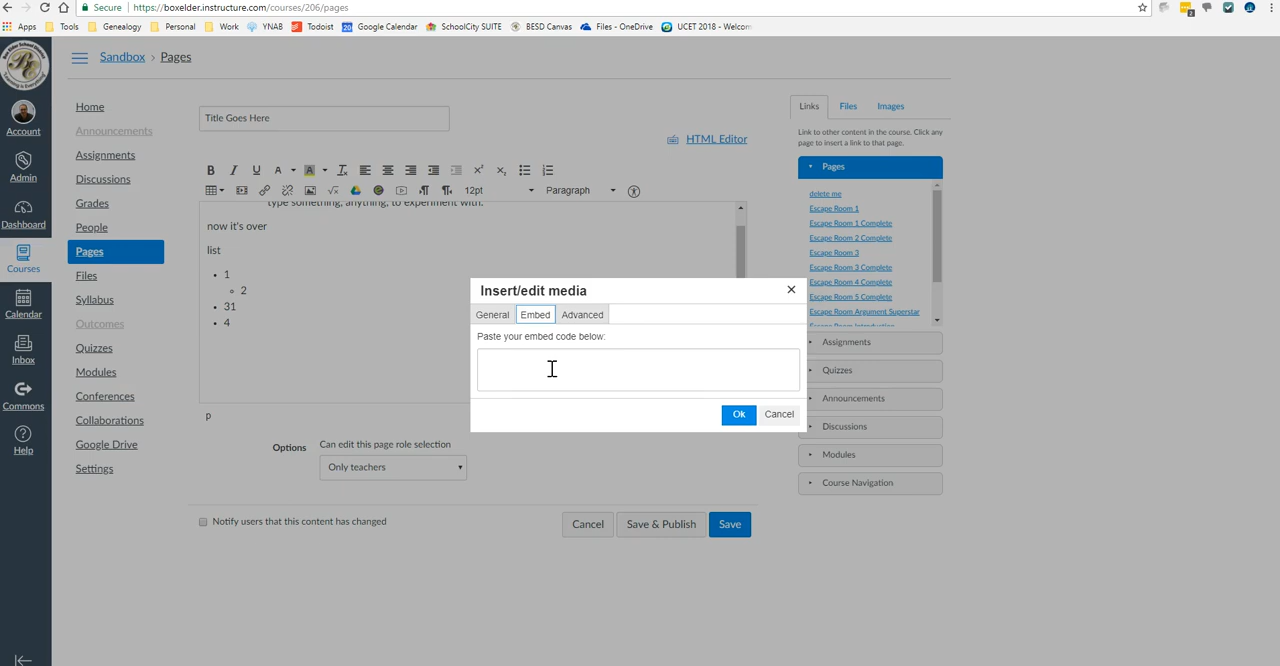 Secure https://boxelder.instructure.com/courses/206/pages
Apps Tools Genealogy Personal Work YNAB Todoist Google Calendar SchoolCity SUITE BESD Canvas Files - OneDrive UCET 2018 - Welcom
Sandbox > Pages
Account
Admin
Dashboard
Courses
Calendar
Inbox
Commons
Help
Home
Announcements
Assignments
Discussions
Grades
People
Pages
Files
Syllabus
Outcomes
Quizzes
Modules
Conferences
Collaborations
Google Drive
Settings
Title Goes Here
HTML Editor
12pt Paragraph
type something, anything, to experiment with.
now it's over
list
1
2
31
4
p
Insert/edit media
General Embed Advanced
Paste your embed code below:
Ok Cancel
Options Can edit this page role selection
Only teachers
Notify users that this content has changed
Cancel Save & Publish Save
Links Files Images
Link to other content in the course. Click any
page to insert a link to that page.
Pages
delete me
Escape Room 1
Escape Room 1 Complete
Escape Room 2 Complete
Escape Room 3
Escape Room 3 Complete
Escape Room 4 Complete
Escape Room 5 Complete
Escape Room Argument Superstar
Escape Room Introduction
Assignments
Quizzes
Announcements
Discussions
Modules
Course Navigation